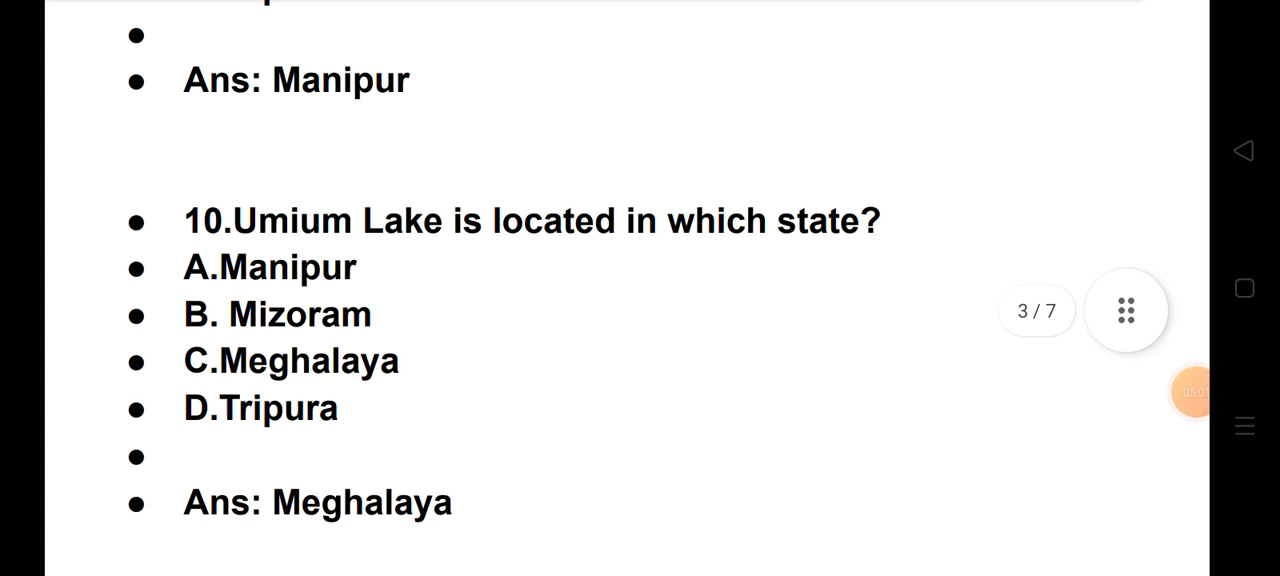 Ans: Manipur
10.Umium Lake is located in which state?
A.Manipur
B. Mizoram
C.Meghalaya
D.Tripura
Ans: Meghalaya
3 / 7